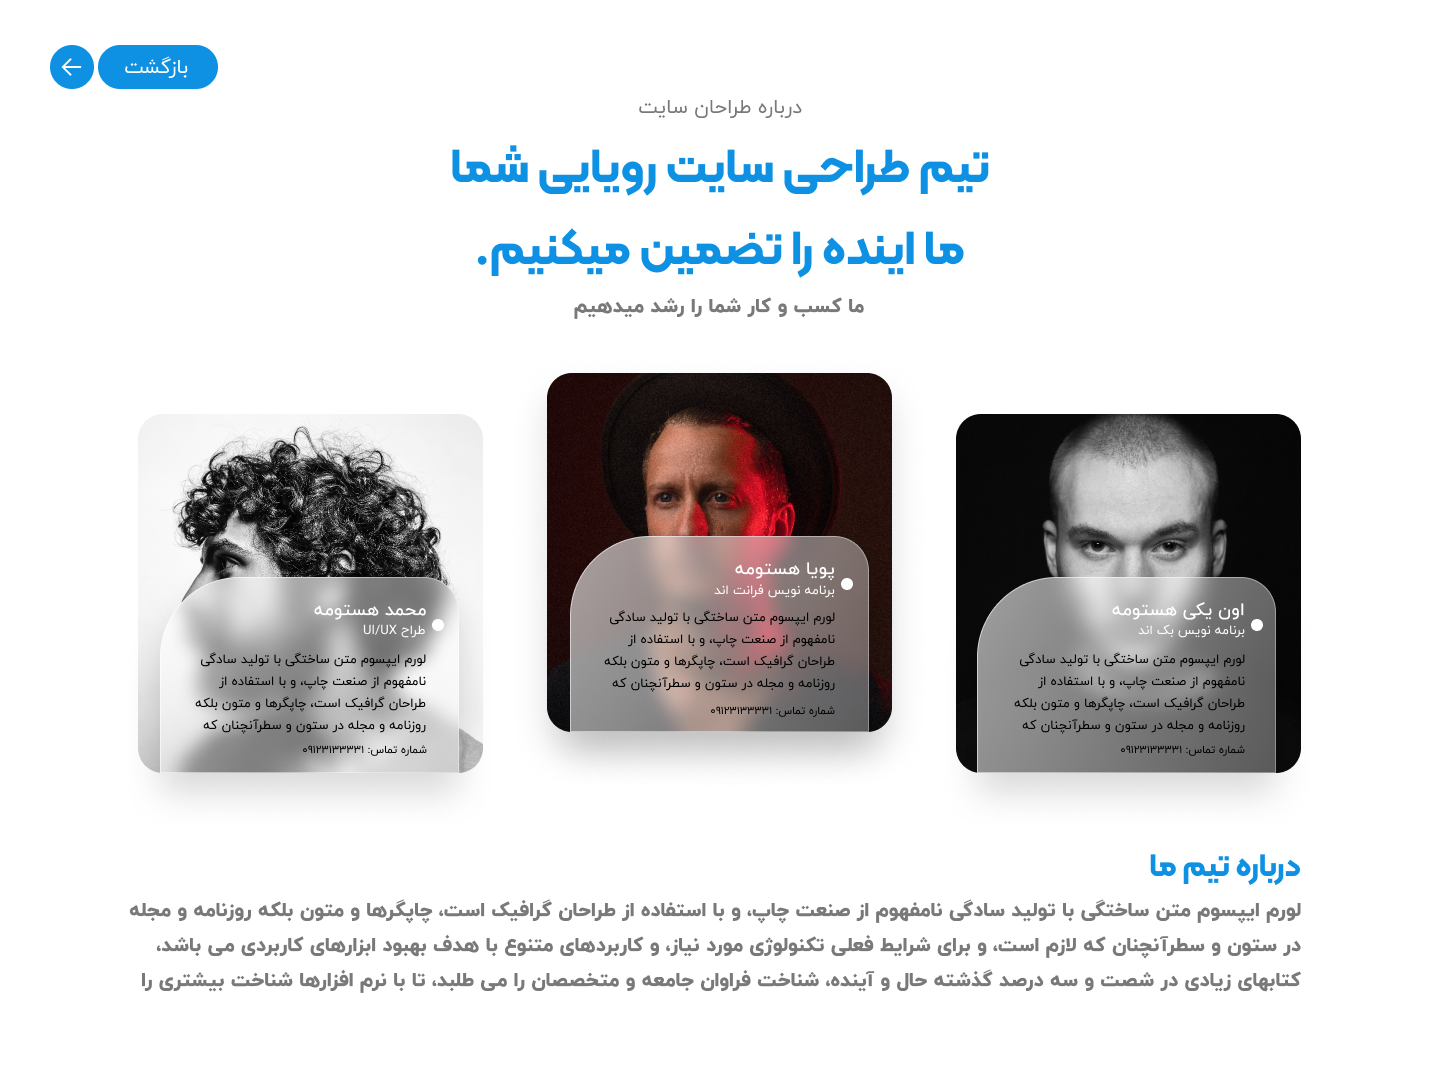 بازگشت
درباره طراحان سایت
تیم طراحی سایت رویایی شما
ما اینده را تضمین میکنیم.
ما کسب و کار شما را رشد میدهیم
اون یکی هستومه
برنامه نویس بک اند
لورم ایپسوم متن ساختگی با تولید سادگی
نامفهوم از صنعت چاپ، و با استفاده از
طراحان گرافیک است، چاپگرها و متون بلکه
روزنامه و مجله در ستون و سطرآنچنان که
شماره تماس: ۰۹۱۲۳۱۳۳۳۳۱
پویا هستومه
برنامه نویس فرانت اند
لورم ایپسوم متن ساختگی با تولید سادگی
نامفهوم از صنعت چاپ، و با استفاده از
طراحان گرافیک است، چاپگرها و متون بلکه
روزنامه و مجله در ستون و سطرآنچنان که
شماره تماس: ۰۹۱۲۳۱۳۳۳۳۱
محمد هستومه
طراح UI/UX
لورم ایپسوم متن ساختگی با تولید سادگی
نامفهوم از صنعت چاپ، و با استفاده از
طراحان گرافیک است، چاپگرها و متون بلکه
روزنامه و مجله در ستون و سطرآنچنان که
شماره تماس: ۰۹۱۲۳۱۳۳۳۳۱
درباره تیم ما
لورم ایپسوم متن ساختگی با تولید سادگی نامفهوم از صنعت چاپ، و با استفاده از طراحان گرافیک است، چاپگرها و متون بلکه روزنامه و مجله
در ستون و سطرآنچنان که لازم است، و برای شرایط فعلی تکنولوژی مورد نیاز، و کاربردهای متنوع با هدف بهبود ابزارهای کاربردی می باشد،
کتابهای زیادی در شصت و سه درصد گذشته حال و آینده، شناخت فراوان جامعه و متخصصان را می طلبد، تا با نرم افزارها شناخت بیشتری را